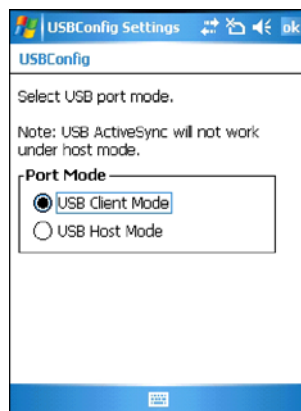 USBConfig Settings ok
USBConfig
Select USB port mode.
Note: USB ActiveSync will not work
under host mode.
Port Mode
USB Client Mode
USB Host Mode